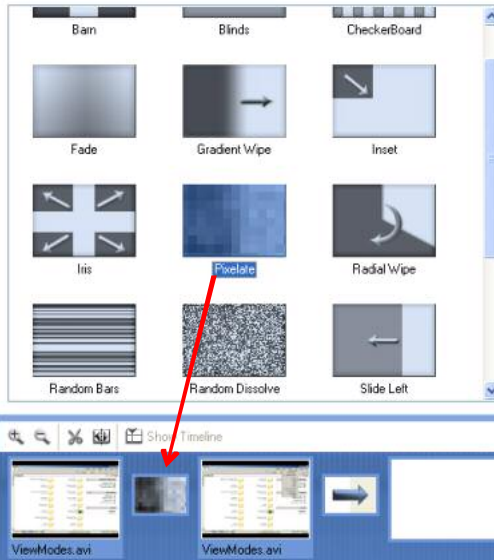 Barn Blinds CheckerBoard
Fade Gradient Wipe Inset
Iris Pixelate Radial Wipe
Random Bars Random Dissolve Slide Left
Show Timeline
ViewModes.avi ViewModes.avi